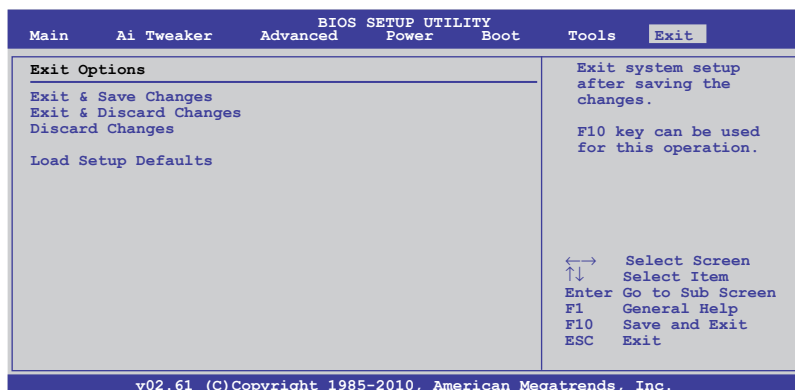 BIOS SETUP UTILITY
Main Ai Tweaker Advanced Power Boot Tools Exit
Exit Options
Exit & Save Changes
Exit & Discard Changes
Discard Changes
Load Setup Defaults
Exit system setup
after saving the
changes.
F10 key can be used
for this operation.
←→ Select Screen
↑↓ Select Item
Enter Go to Sub Screen
F1 General Help
F10 Save and Exit
ESC Exit
v02.61 (C)Copyright 1985-2010, American Megatrends, Inc.